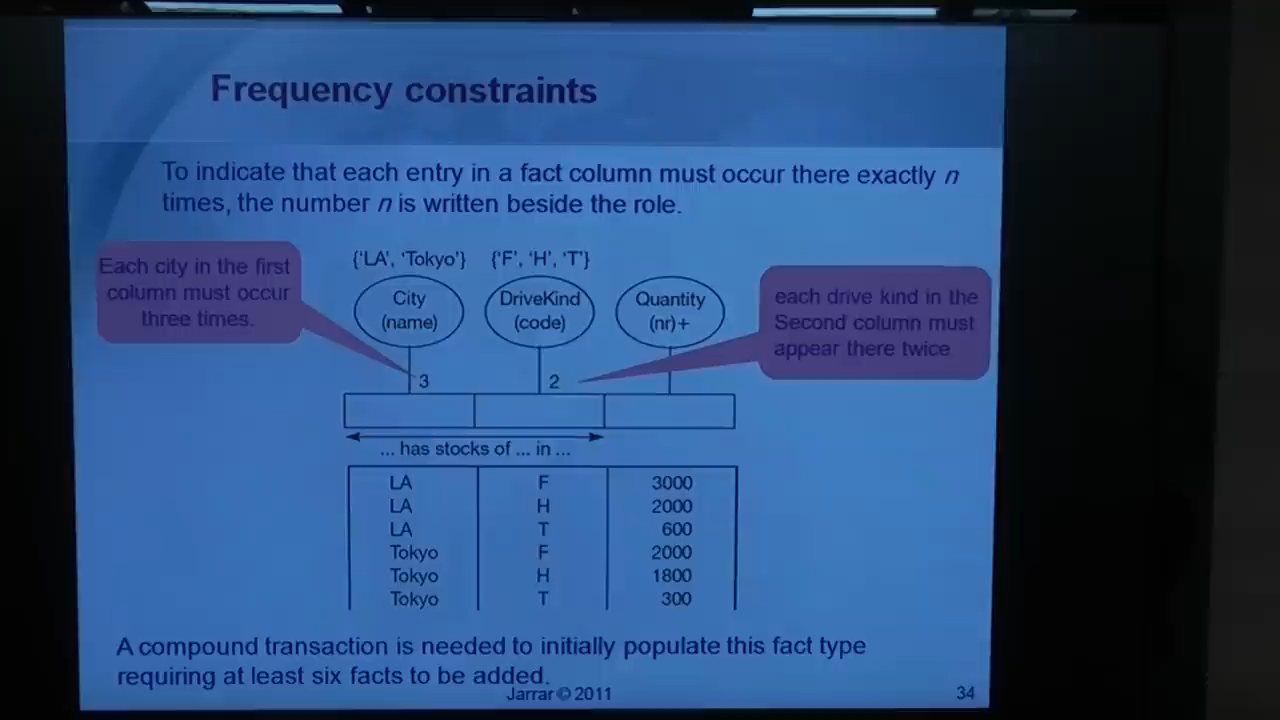 Frequency constraints
To indicate that each entry in a fact column must occur there exactly n
times, the number n is written beside the role.
Each city in the first
column must occur
three times.
{'LA', 'Tokyo'} {'F', 'H', 'T'}
City
(name)
DriveKind
(code)
Quantity
(nr)+
each drive kind in the
Second column must
appear there twice
3 2
... has stocks of ... in ...
LA F 3000
LA H 2000
LA T 600
Tokyo F 2000
Tokyo H 1800
Tokyo T 300
A compound transaction is needed to initially populate this fact type
requiring at least six facts to be added.
Jarrar © 2011 34